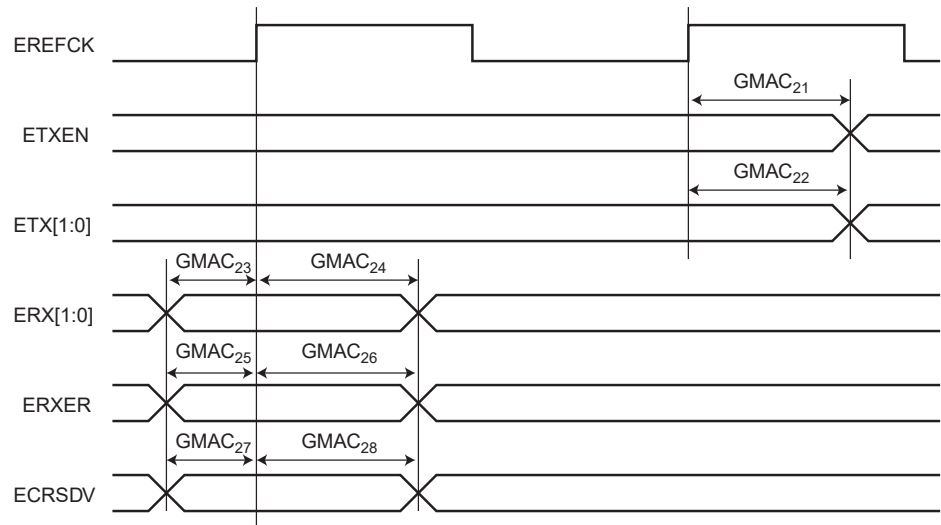 EREFCK
GMAC21
ETXEN
GMAC22
ETX[1:0]
GMAC23 GMAC24
ERX[1:0]
GMAC25 GMAC26
ERXER
GMAC27 GMAC28
ECRSDV